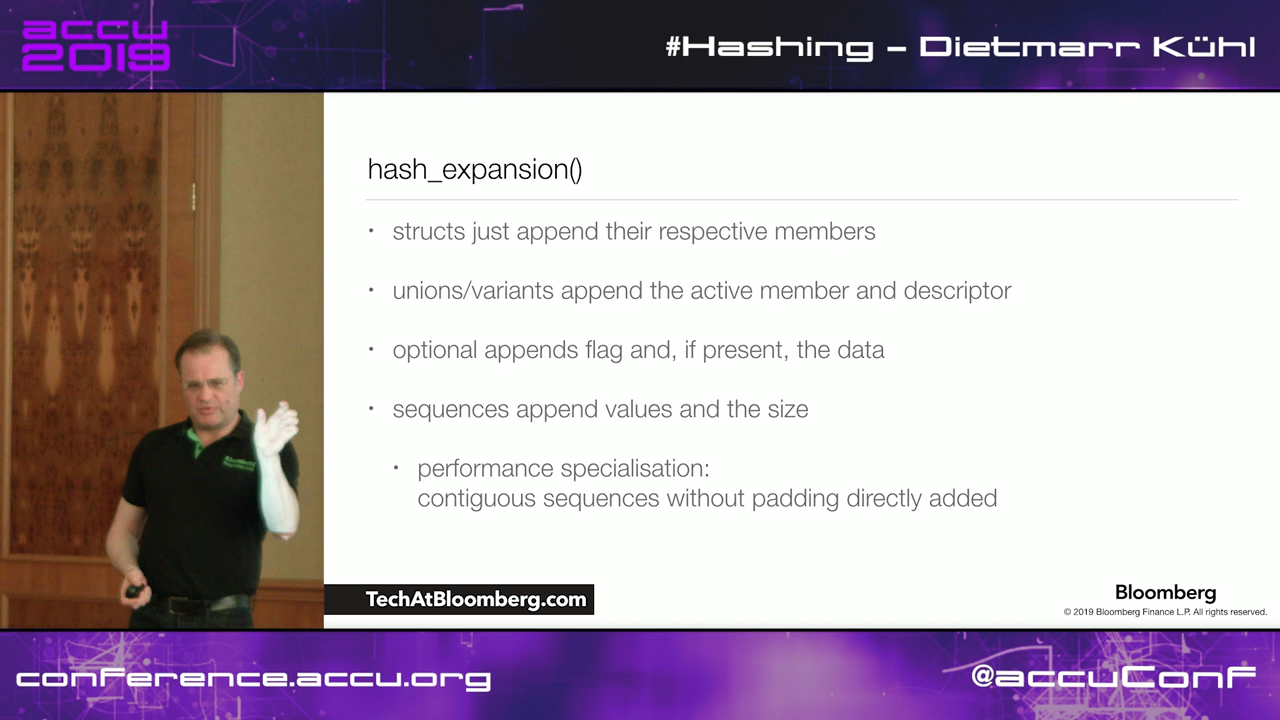 accu
2019
#Hashing – Dietmarr Kühl
hash_expansion()
• structs just append their respective members
• unions/variants append the active member and descriptor
• optional appends flag and, if present, the data
• sequences append values and the size
• performance specialisation:
contiguous sequences without padding directly added
TechAtBloomberg.com
Bloomberg
© 2019 Bloomberg Finance L.P. All rights reserved.
conference.accu.org
@accuConf